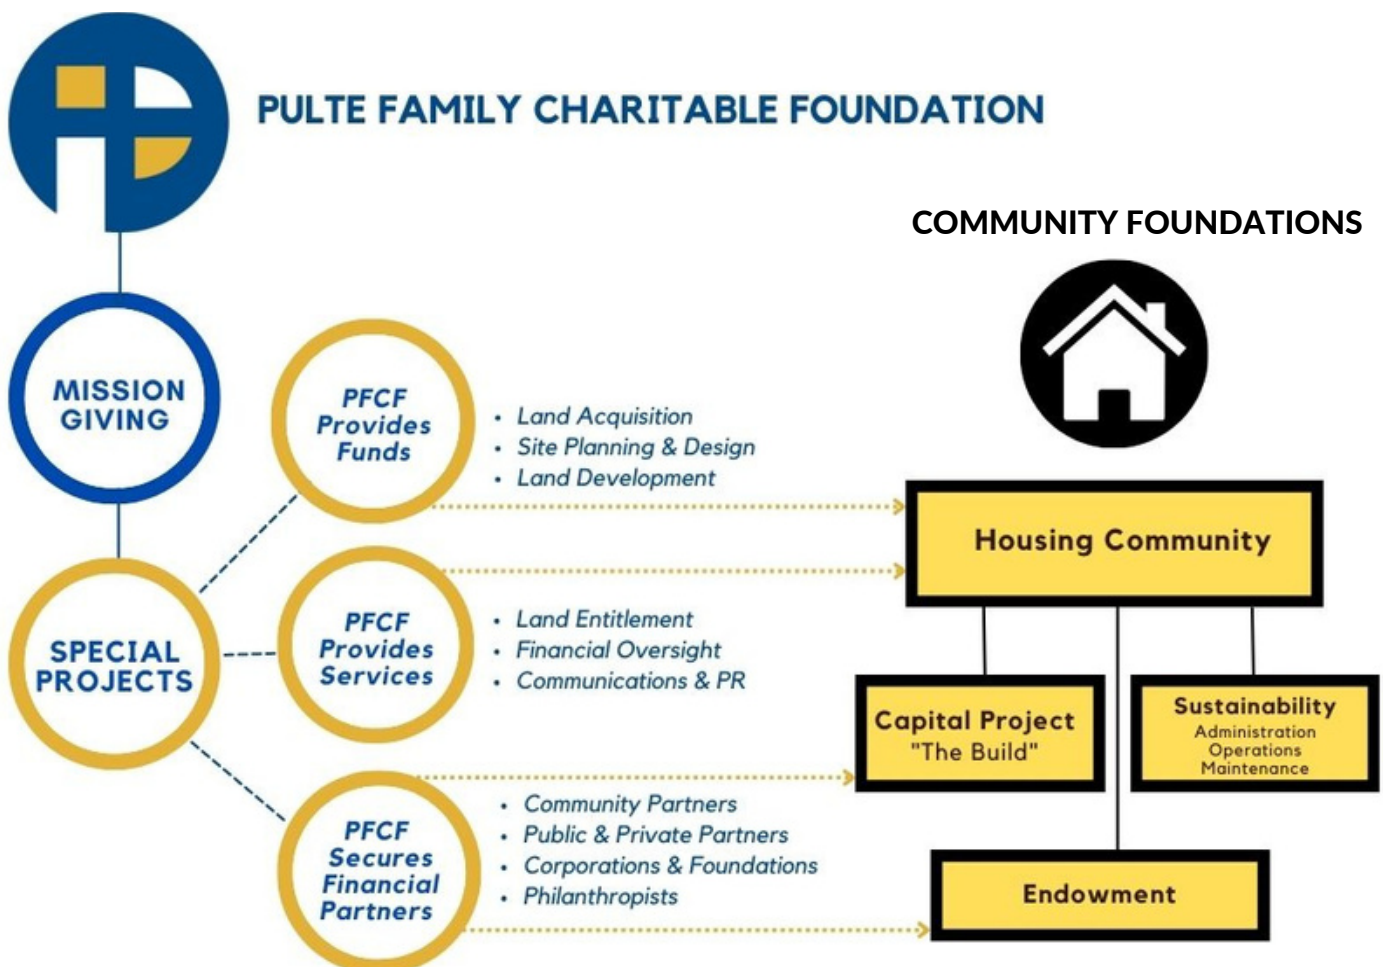 PULTE FAMILY CHARITABLE FOUNDATION
COMMUNITY FOUNDATIONS
MISSION
GIVING
SPECIAL
PROJECTS
PFCF
Provides
Funds
• Land Acquisition
• Site Planning & Design
• Land Development
PFCF
Provides
Services
• Land Entitlement
• Financial Oversight
• Communications & PR
PFCF
Secures
Financial
Partners
• Community Partners
• Public & Private Partners
• Corporations & Foundations
• Philanthropists
Housing Community
Capital Project
"The Build"
Sustainability
Administration
Operations
Maintenance
Endowment